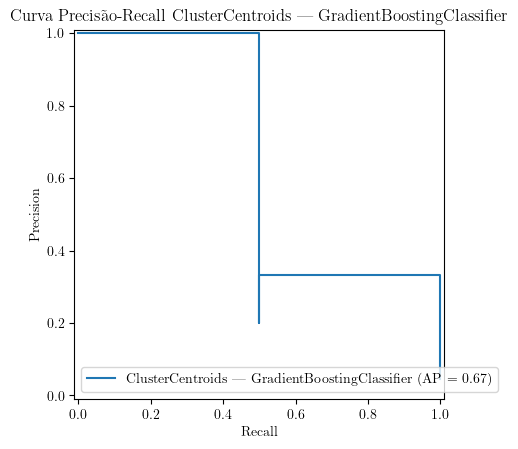 Curva Precisão-Recall ClusterCentroids — GradientBoostingClassifier
1.0
0.8
0.6
0.4
0.2
0.0
Precision
ClusterCentroids — GradientBoostingClassifier (AP = 0.67)
0.0 0.2 0.4 0.6 0.8 1.0
Recall